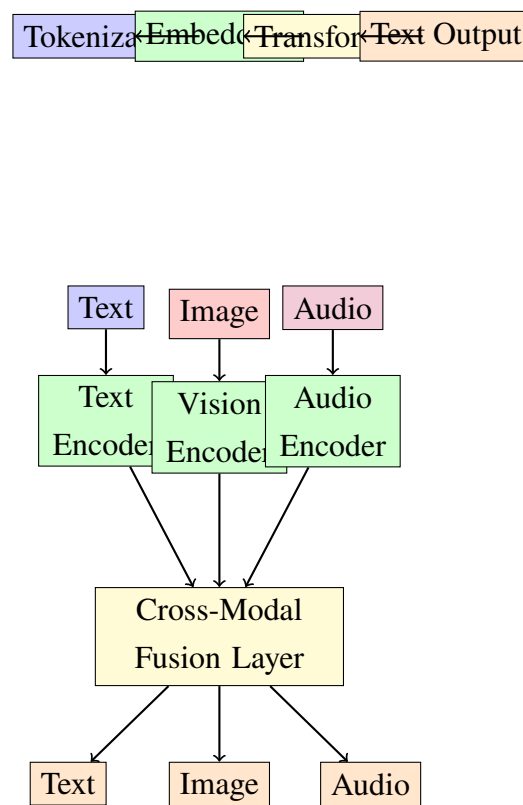 Tokeniza
Embedd
Transfor
Text Output
Text
Image
Audio
Text
Encoder
Vision
Encoder
Audio
Encoder
Cross-Modal
Fusion Layer
Text
Image
Audio